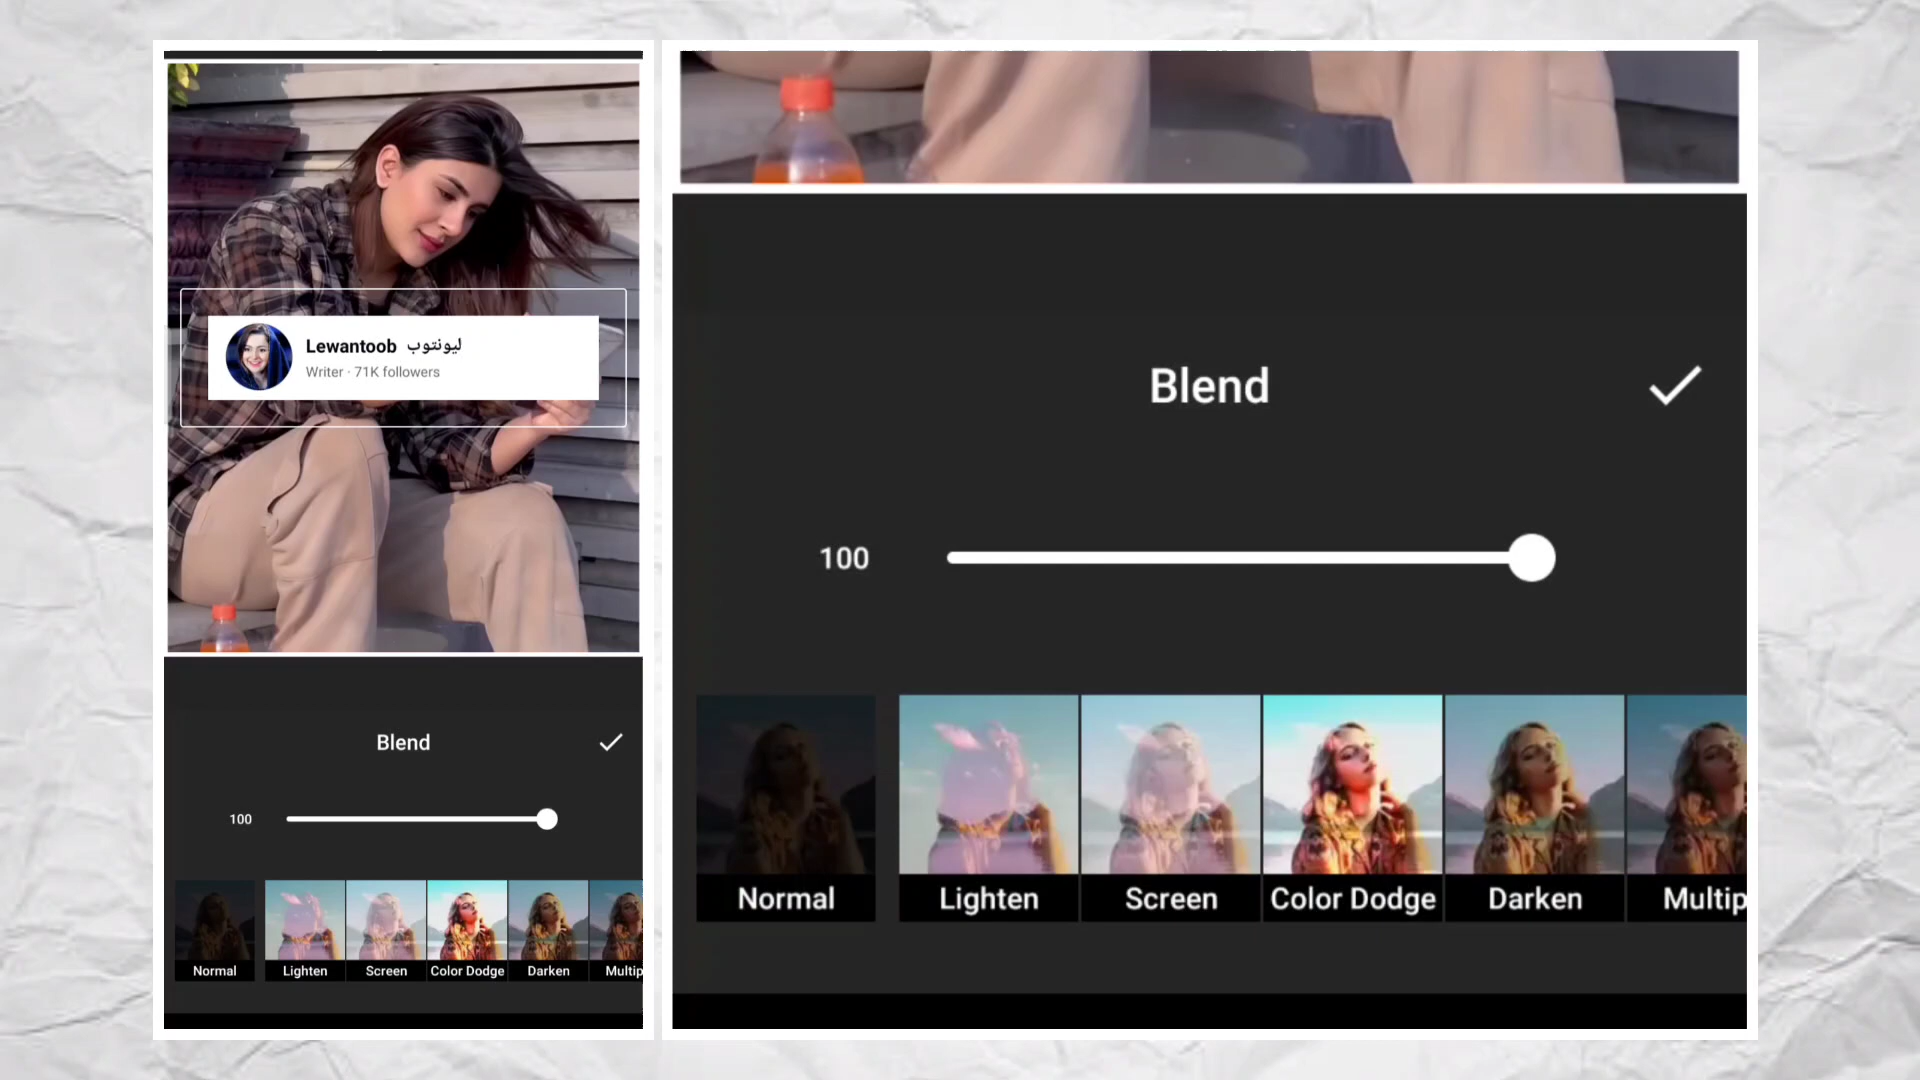 Lewantoob ليونتوب
Writer · 71K followers
Blend
100
Normal
Lighten
Screen
Color Dodge
Darken
Multip
Blend
100
Normal
Lighten
Screen
Color Dodge
Darken
Multip